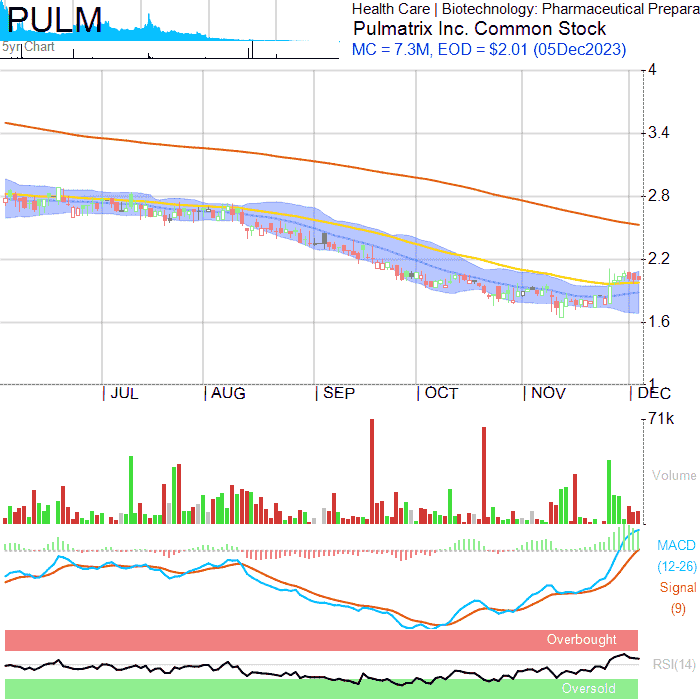 PULM
5yr Chart
Health Care | Biotechnology: Pharmaceutical Prepara
Pulmatrix Inc. Common Stock
MC = 7.3M, EOD = $2.01 (05Dec2023)
4
3.4
2.8
2.2
1.6
1
JUL AUG SEP OCT NOV DEC
71k
Volume
MACD
(12-26)
Signal
(9)
Overbought
RSI(14)
Oversold